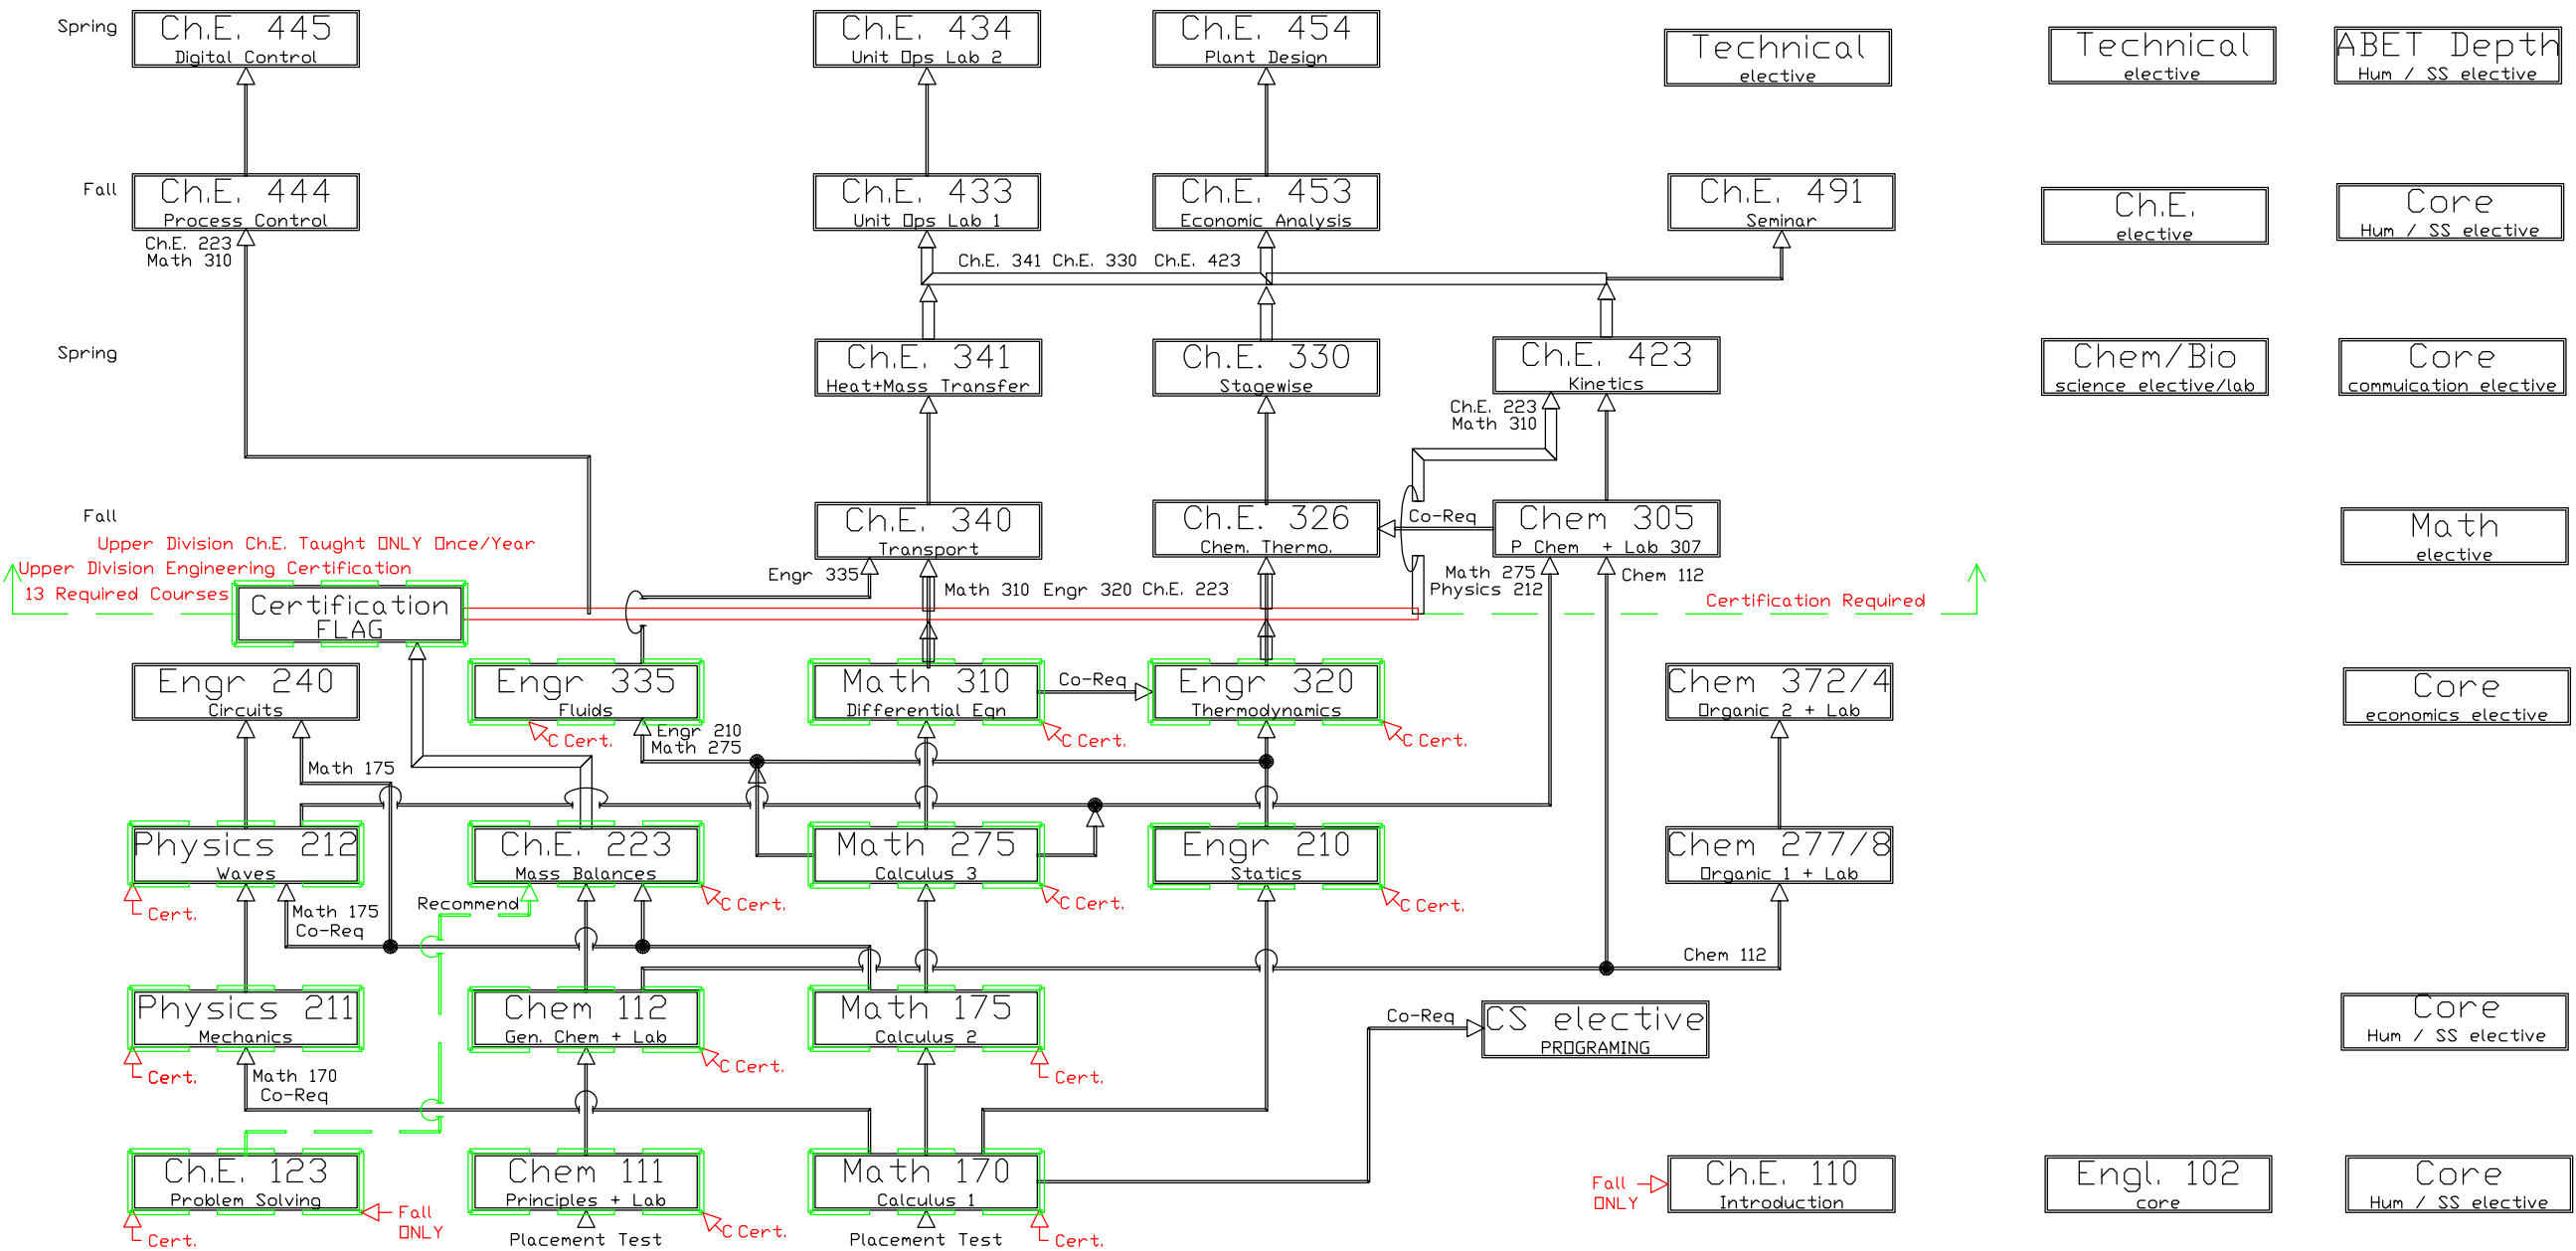 Spring
Ch.E. 445
Digital Control
Ch.E. 434
Unit Ops Lab 2
Ch.E. 454
Plant Design
Technical
elective
Technical
elective
ABET Depth
Hum / SS elective
Fall
Ch.E. 444
Process Control
Ch.E. 433
Unit Ops Lab 1
Ch.E. 453
Economic Analysis
Ch.E. 491
Seminar
Ch.E.
elective
Core
Hum / SS elective
Ch.E. 223
Math 310
Ch.E. 341 Ch.E. 330 Ch.E. 423
Spring
Ch.E. 341
Heat+Mass Transfer
Ch.E. 330
Stagewise
Ch.E. 423
Kinetics
Chem/Bio
science elective/lab
Core
commuication elective
Ch.E. 223
Math 310
Fall
Ch.E. 340
Transport
Ch.E. 326
Chem. Thermo.
Co-Req
Chem 305
P Chem + Lab 307
Math
elective
Upper Division Ch.E. Taught ONLY Once/Year
Upper Division Engineering Certification
13 Required Courses
Certification
FLAG
Engr 335
Math 310 Engr 320 Ch.E. 223
Math 275
Physics 212
Chem 112
Certification Required
Engr 240
Circuits
Engr 335
Fluids
Math 310
Differential Eqn
Co-Req
Engr 320
Thermodynamics
Chem 372/4
Organic 2 + Lab
Core
economics elective
C Cert.
Engr 210
Math 275
C Cert.
C Cert.
Math 175
Physics 212
Waves
Ch.E. 223
Mass Balances
Math 275
Calculus 3
Engr 210
Statics
Chem 277/8
Organic 1 + Lab
Cert.
Math 175
Co-Req
Recommend
C Cert.
C Cert.
C Cert.
Chem 112
Physics 211
Mechanics
Chem 112
Gen. Chem + Lab
Math 175
Calculus 2
Co-Req
CS elective
PROGRAMING
Core
Hum / SS elective
Cert.
Math 170
Co-Req
C Cert.
Cert.
Ch.E. 123
Problem Solving
Chem 111
Principles + Lab
Math 170
Calculus 1
Fall
ONLY
Ch.E. 110
Introduction
Engl. 102
core
Core
Hum / SS elective
Cert.
Fall
ONLY
Placement Test
C Cert.
Placement Test
Cert.